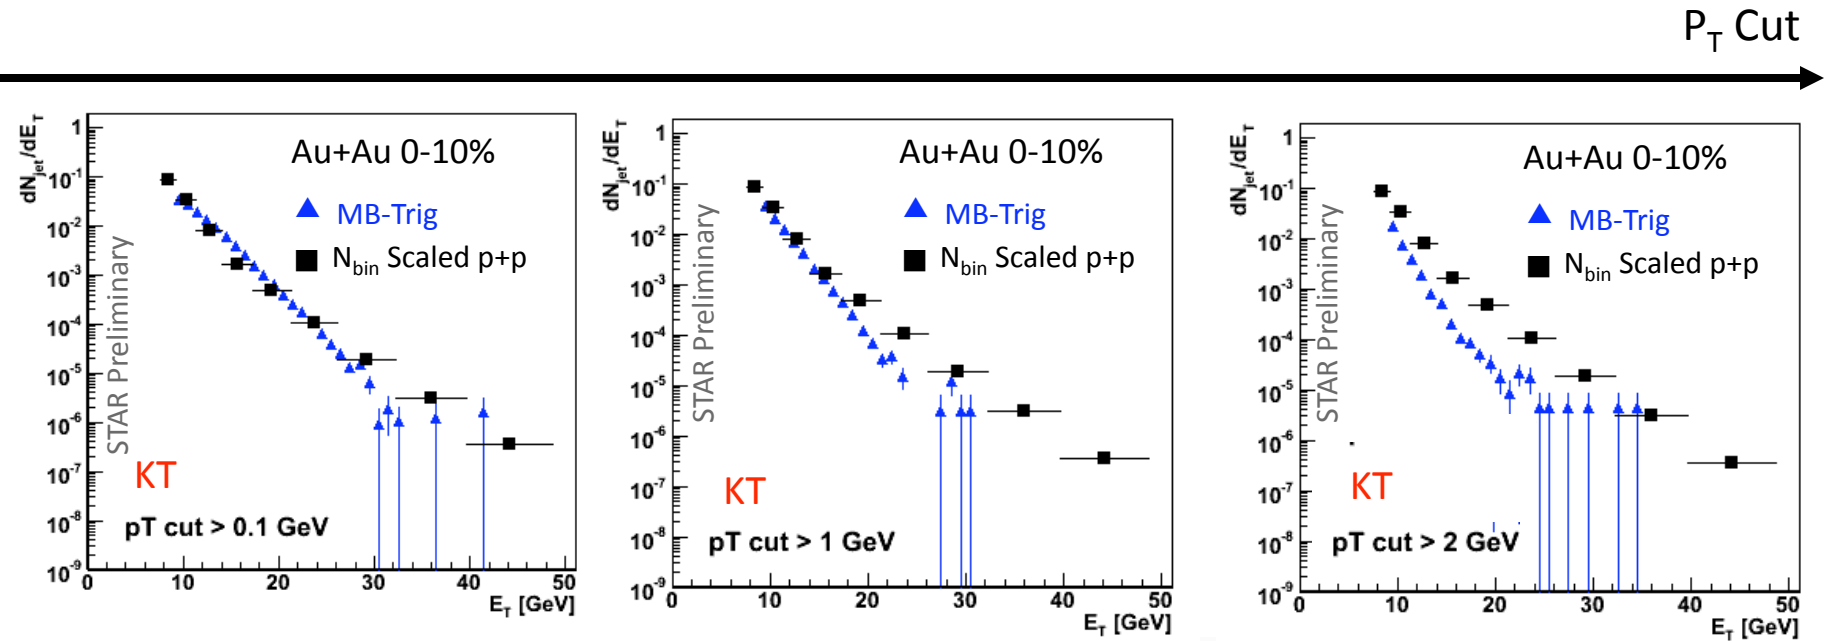 P_T Cut
dN_jet/dE_T
1
10^-1
10^-2
10^-3
10^-4
10^-5
10^-6
10^-7
10^-8
10^-9
Au+Au 0-10%
MB-Trig
N_bin Scaled p+p
STAR Preliminary
KT
pT cut > 0.1 GeV
0 10 20 30 40 50
E_T [GeV]
dN_jet/dE_T
1
10^-1
10^-2
10^-3
10^-4
10^-5
10^-6
10^-7
10^-8
10^-9
Au+Au 0-10%
MB-Trig
N_bin Scaled p+p
STAR Preliminary
KT
pT cut > 1 GeV
0 10 20 30 40 50
E_T [GeV]
dN_jet/dE_T
1
10^-1
10^-2
10^-3
10^-4
10^-5
10^-6
10^-7
10^-8
10^-9
Au+Au 0-10%
MB-Trig
N_bin Scaled p+p
STAR Preliminary
KT
pT cut > 2 GeV
0 10 20 30 40 50
E_T [GeV]